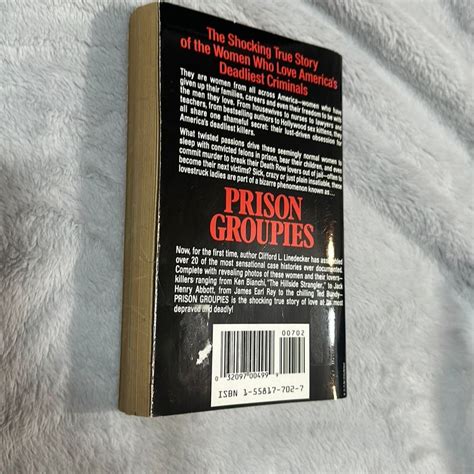 The Shocking True Story
of the Women Who Love America's
Deadliest Criminals
They are women from all across America—women who have
given up their families, careers and even their freedom to be with
the men they love. From housewives to nurses to lawyers and
teachers, from bestselling authors to Hollywood sex kittens, they
all share one shameful secret: their lust-driven obsession for
America's deadliest killers.
What twisted passions drive these seemingly normal women to
sleep with convicted felons in prison, bear their children, and even
commit murder to break their Death Row lovers out of jail—often to
become their next victims? Sick, crazy or just plain insatiable, these
lovestruck ladies are part of a bizarre phenomenon known as...
PRISON
GROUPIES
Now, for the first time, author Clifford L. Linedecker has assembled
over 20 of the most sensational case histories ever documented.
Complete with revealing photos of these women and their lovers—
killers ranging from Ken Bianchi, "The Hillside Strangler," to Jack
Henry Abbott, from James Earl Ray to the chilling Ted Bundy—
PRISON GROUPIES is the shocking true story of love at its most
depraved and deadly!
00702
0 32097 00499 9
ISBN 1-55817-702-7